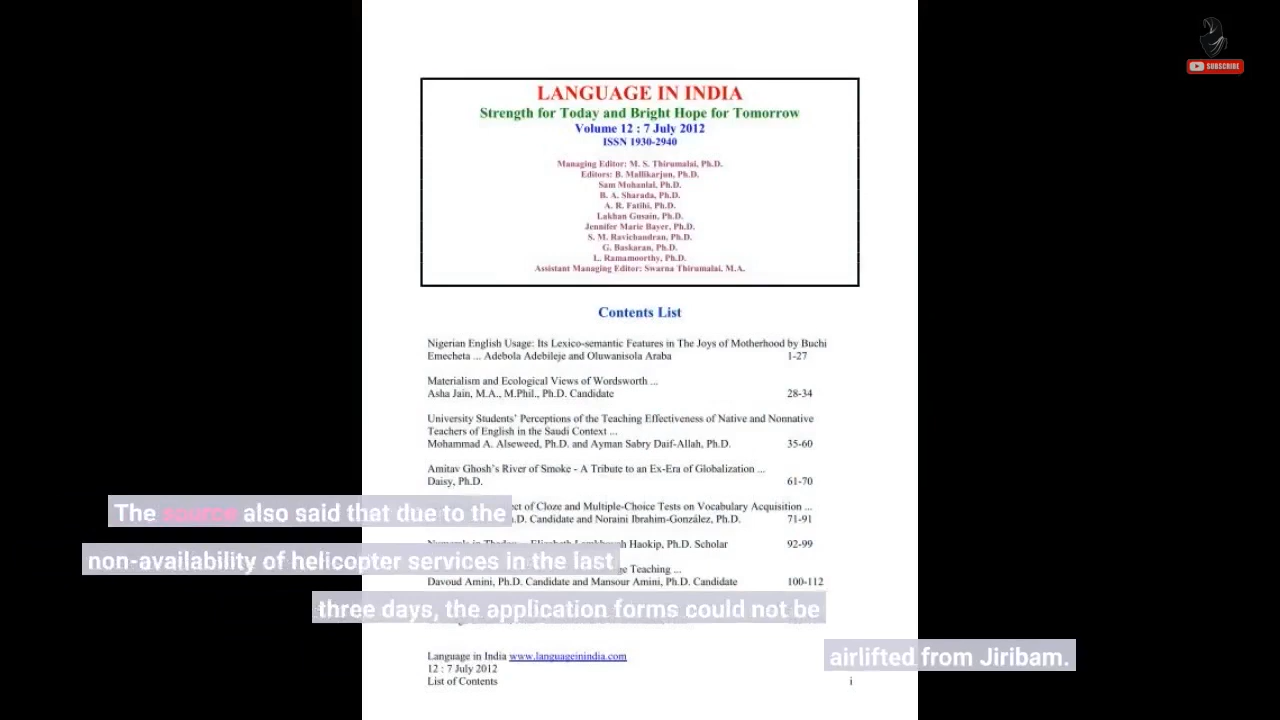 SUBSCRIBE
LANGUAGE IN INDIA
Strength for Today and Bright Hope for Tomorrow
Volume 12 : 7 July 2012
ISSN 1930-2940
Managing Editor: M. S. Thirumalai, Ph.D.
Editors: B. Mallikarjun, Ph.D.
Sam Mohanlal, Ph.D.
B. A. Sharada, Ph.D.
A. R. Fatihi, Ph.D.
Lakhan Gusain, Ph.D.
Jennifer Marie Bayer, Ph.D.
S. M. Ravichandran, Ph.D.
G. Baskaran, Ph.D.
L. Ramamoorthy, Ph.D.
Assistant Managing Editor: Swarna Thirumalai, M.A.
Contents List
Nigerian English Usage: Its Lexico-semantic Features in The Joys of Motherhood by Buchi
Emecheta ... Adebola Adebileje and Oluwanisola Araba 1-27
Materialism and Ecological Views of Wordsworth ...
Asha Jain, M.A., M.Phil., Ph.D. Candidate 28-34
University Students' Perceptions of the Teaching Effectiveness of Native and Nonnative
Teachers of English in the Saudi Context ...
Mohammad A. Alseweed, Ph.D. and Ayman Sabry Daif-Allah, Ph.D. 35-60
Amitav Ghosh's River of Smoke - A Tribute to an Ex-Era of Globalization ...
Daisy, Ph.D. 61-70
of Cloze and Multiple-Choice Tests on Vocabulary Acquisition ...
The source also said that due to the
Candidate and Noraini Ibrahim-González, Ph.D. 71-91
Haokip, Ph.D. Scholar 92-99
non-availability of helicopter services in the last
Teaching ...
Davoud Amini, Ph.D. Candidate and Mansour Amini, Ph.D. Candidate 100-112
three days, the application forms could not be
airlifted from Jiribam.
Language in India www.languageinindia.com
12 : 7 July 2012
List of Contents i